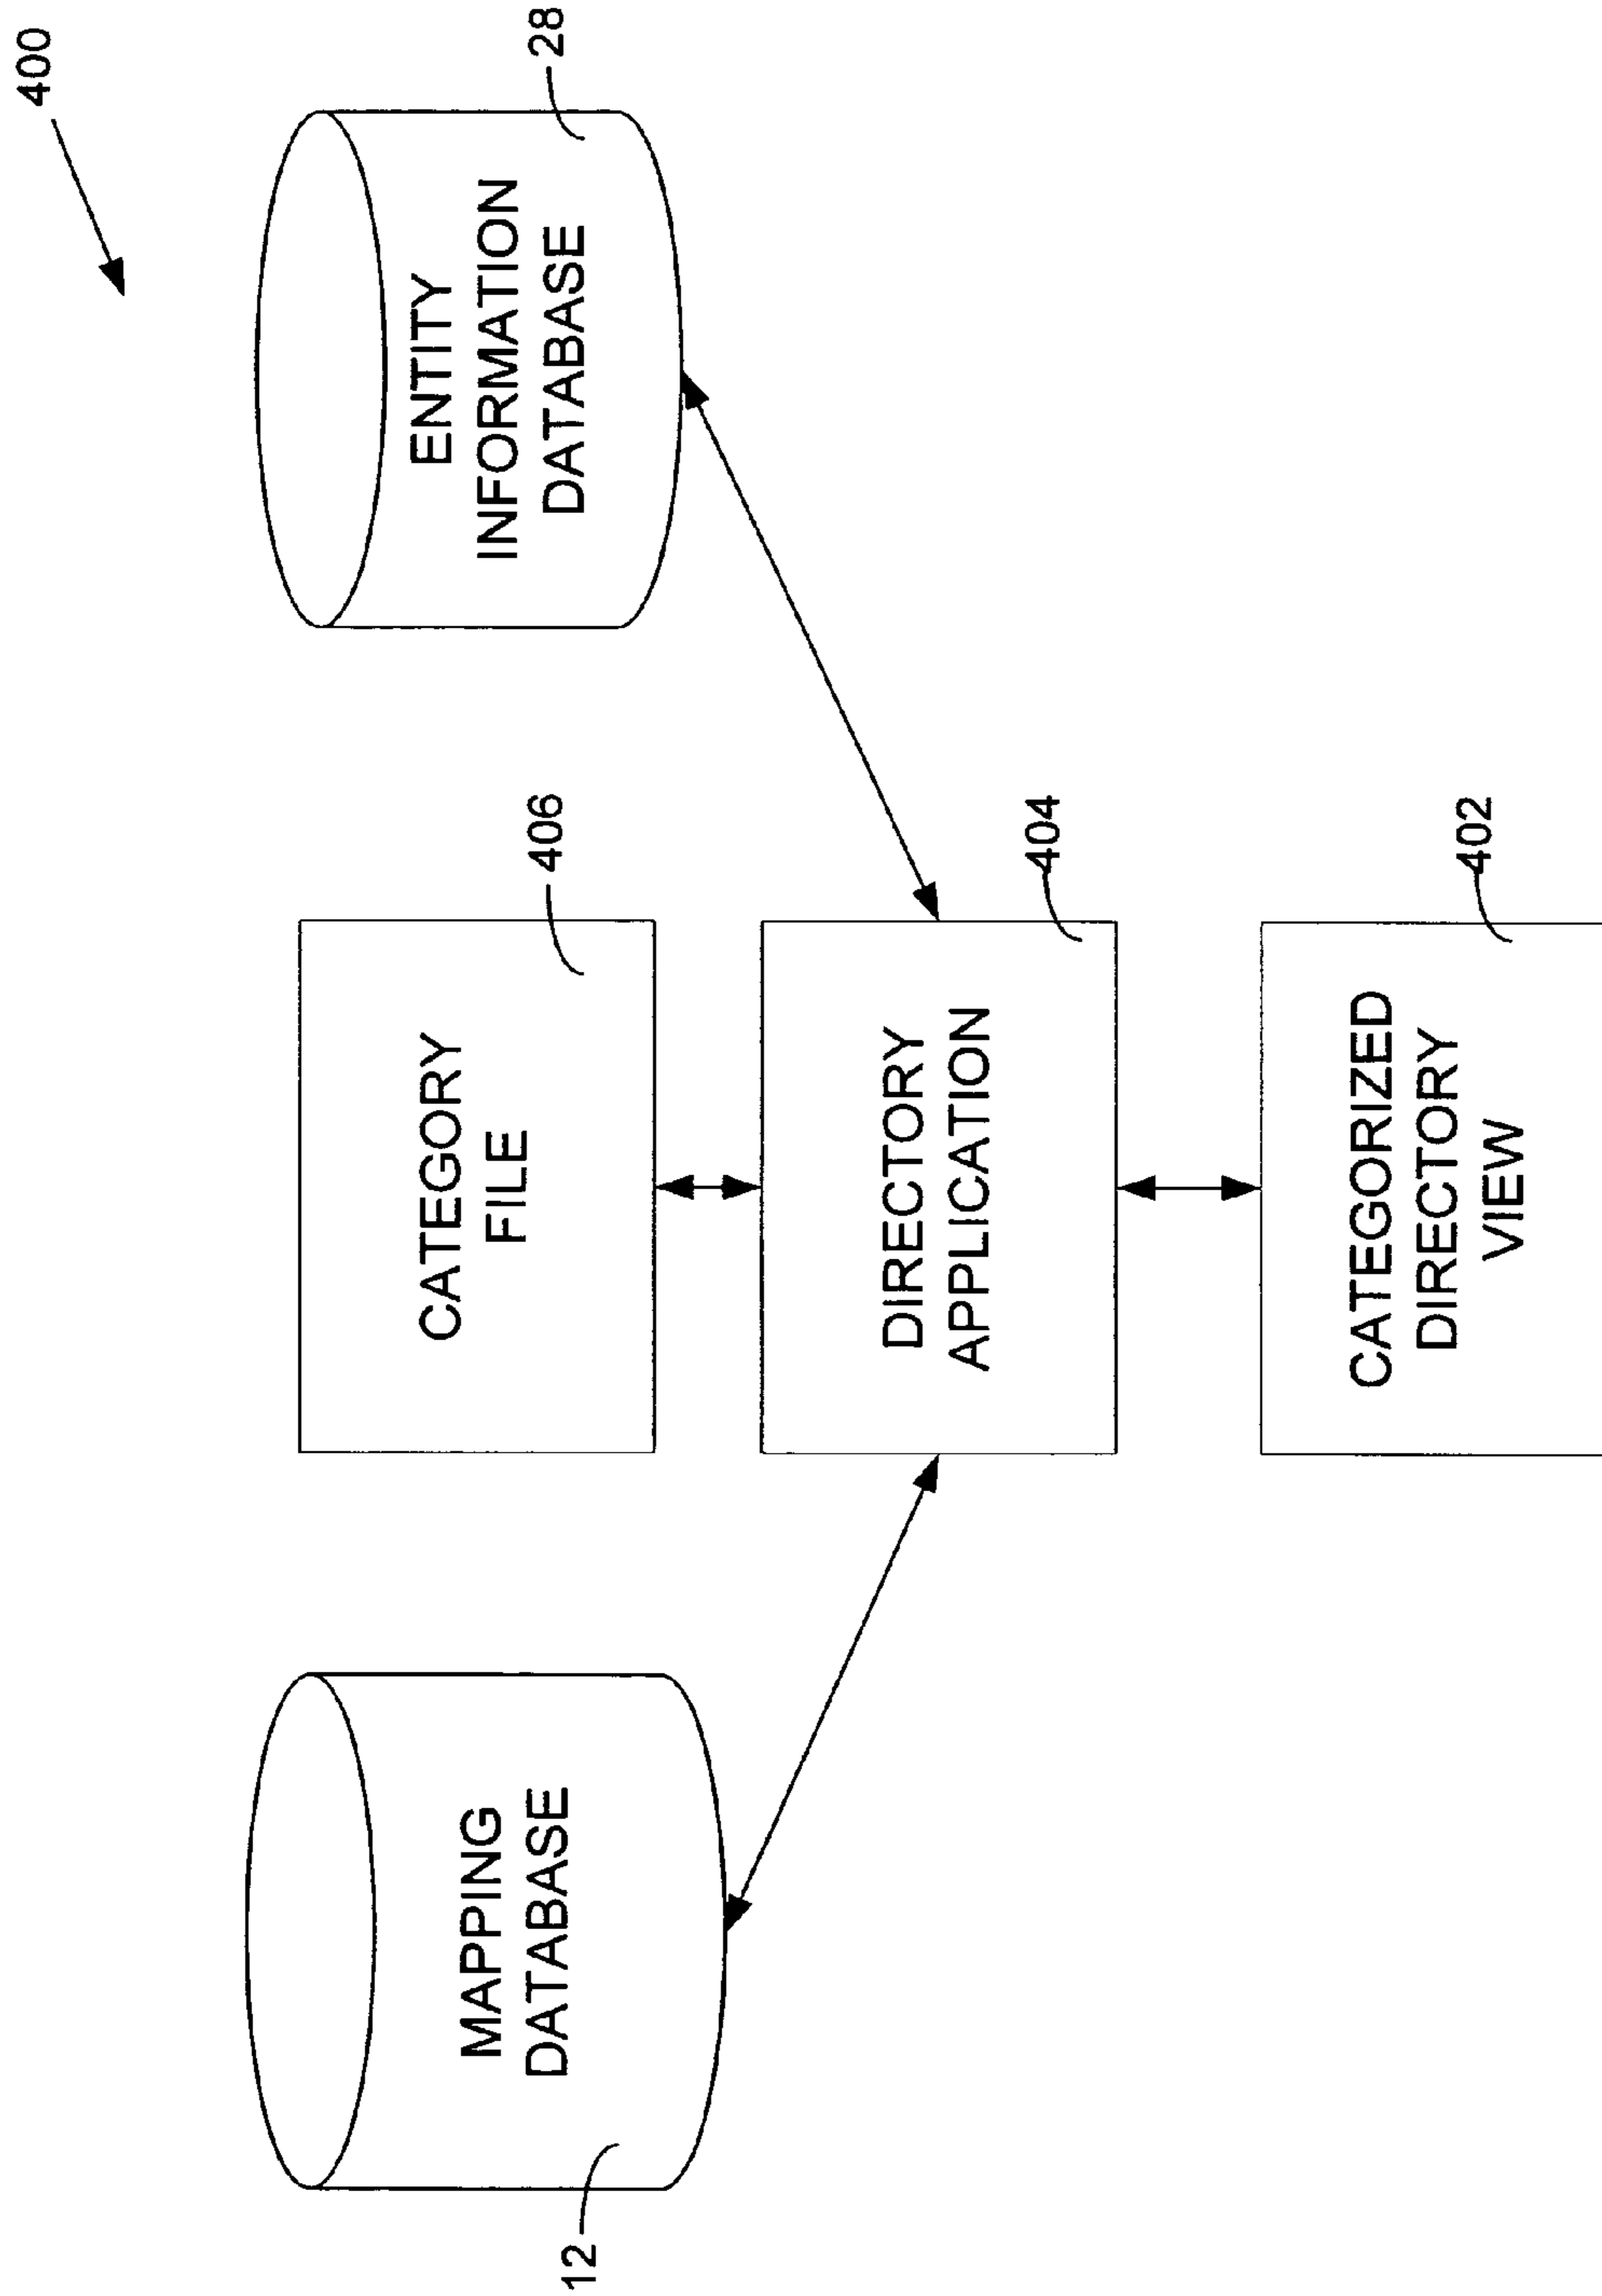 400
MAPPING
DATABASE
12
CATEGORY
FILE
406
ENTITY
INFORMATION
DATABASE
28
DIRECTORY
APPLICATION
404
CATEGORIZED
DIRECTORY
VIEW
402